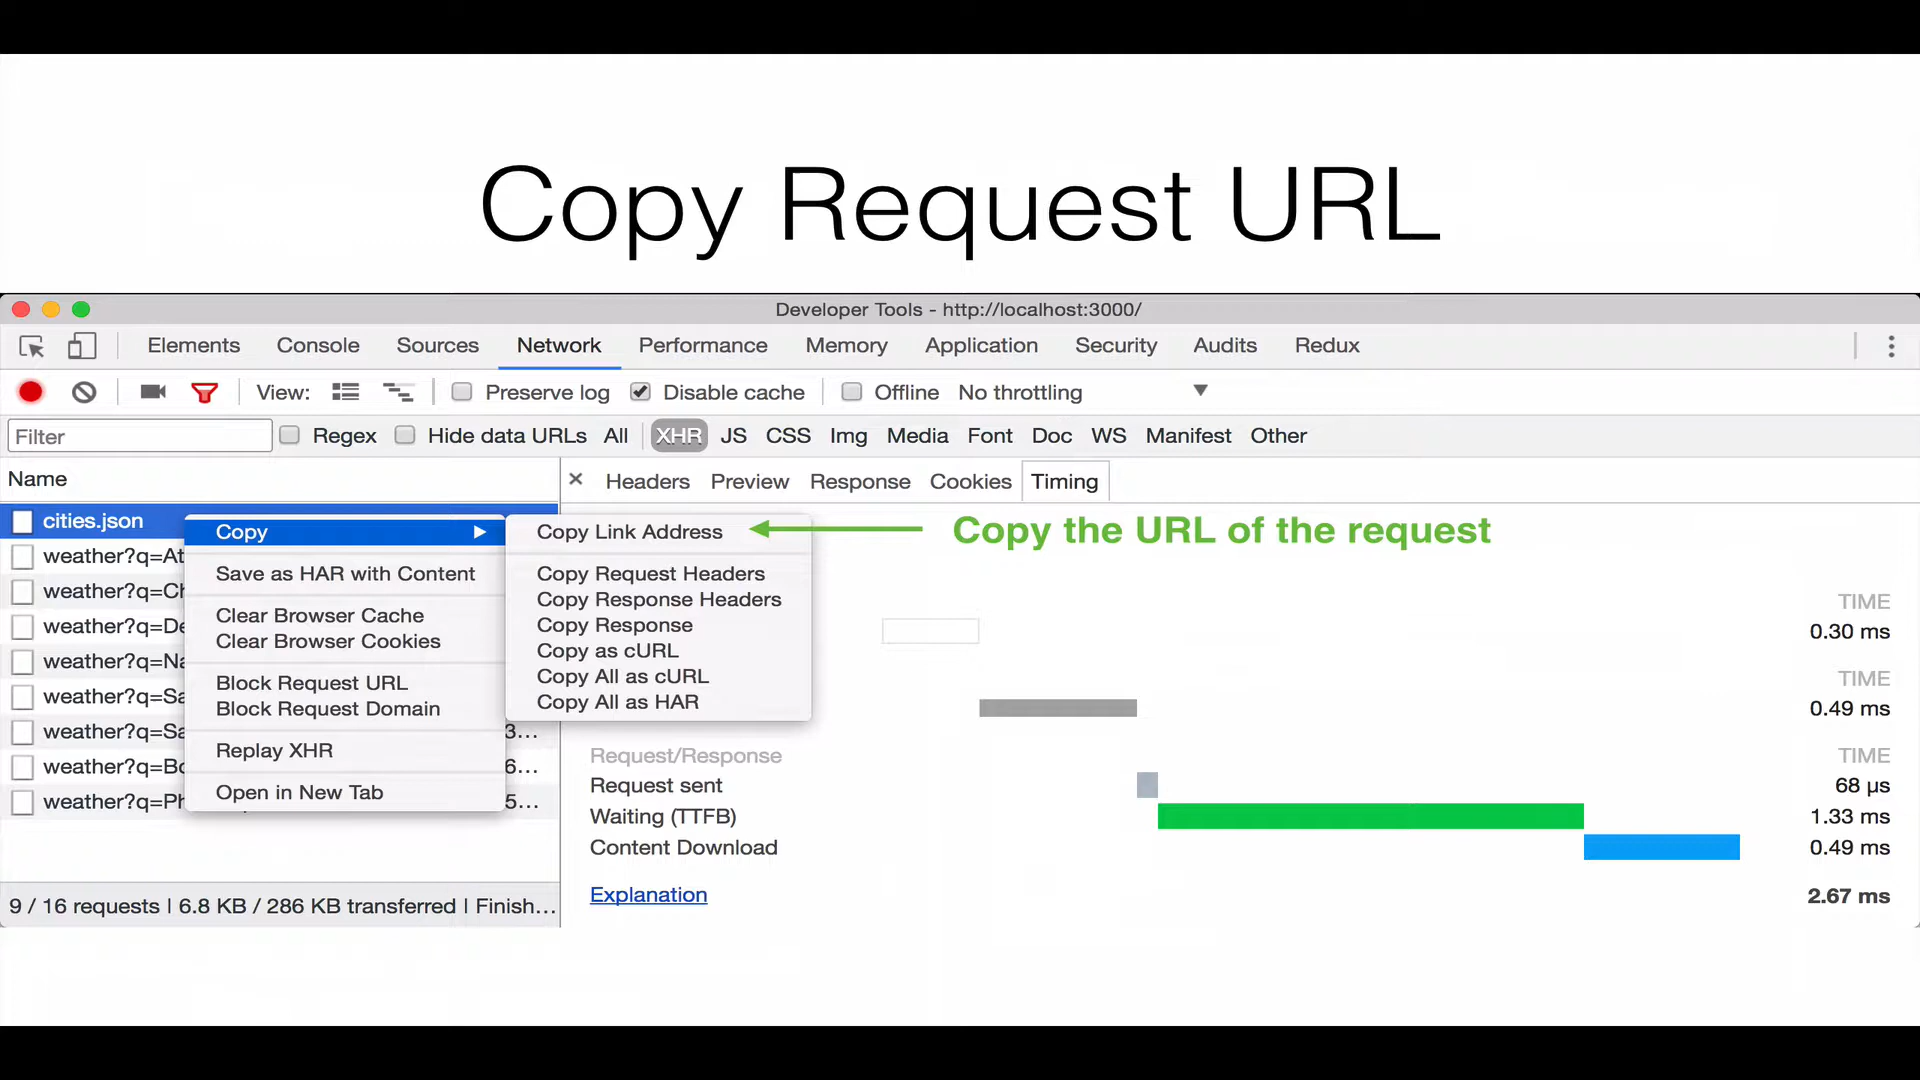 Copy Request URL
Developer Tools - http://localhost:3000/
Elements Console Sources Network Performance Memory Application Security Audits Redux
View: Preserve log Disable cache Offline No throttling
Filter Regex Hide data URLs All XHR JS CSS Img Media Font Doc WS Manifest Other
Name
Headers Preview Response Cookies Timing
cities.json
weather?q=At
weather?q=Ch
weather?q=De
weather?q=Na
weather?q=Sa
weather?q=Sa 3...
weather?q=Bo 6...
weather?q=Ph 5...
Copy
Save as HAR with Content
Clear Browser Cache
Clear Browser Cookies
Block Request URL
Block Request Domain
Replay XHR
Open in New Tab
Copy Link Address
Copy Request Headers
Copy Response Headers
Copy Response
Copy as cURL
Copy All as cURL
Copy All as HAR
Copy the URL of the request
TIME
0.30 ms
TIME
0.49 ms
Request/Response TIME
Request sent 68 µs
Waiting (TTFB) 1.33 ms
Content Download 0.49 ms
Explanation 2.67 ms
9 / 16 requests | 6.8 KB / 286 KB transferred | Finish...